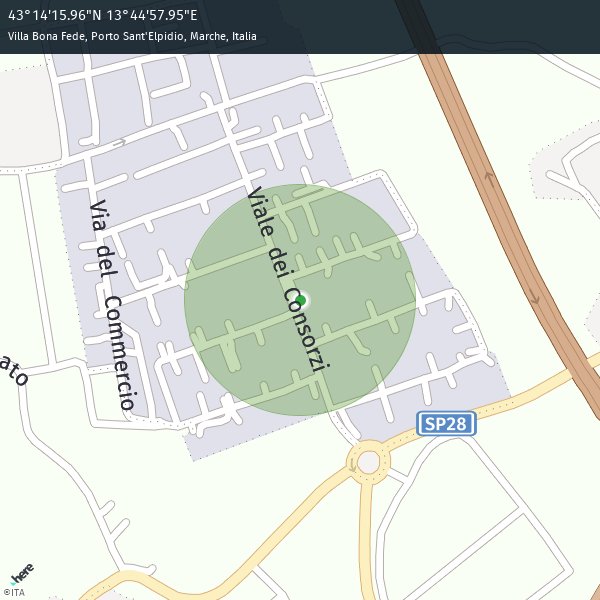 43°14'15.96"N 13°44'57.95"E
Villa Bona Fede, Porto Sant'Elpidio, Marche, Italia
Viale dei Consorzi
Via del Commercio
ato
SP28
here
©ITA